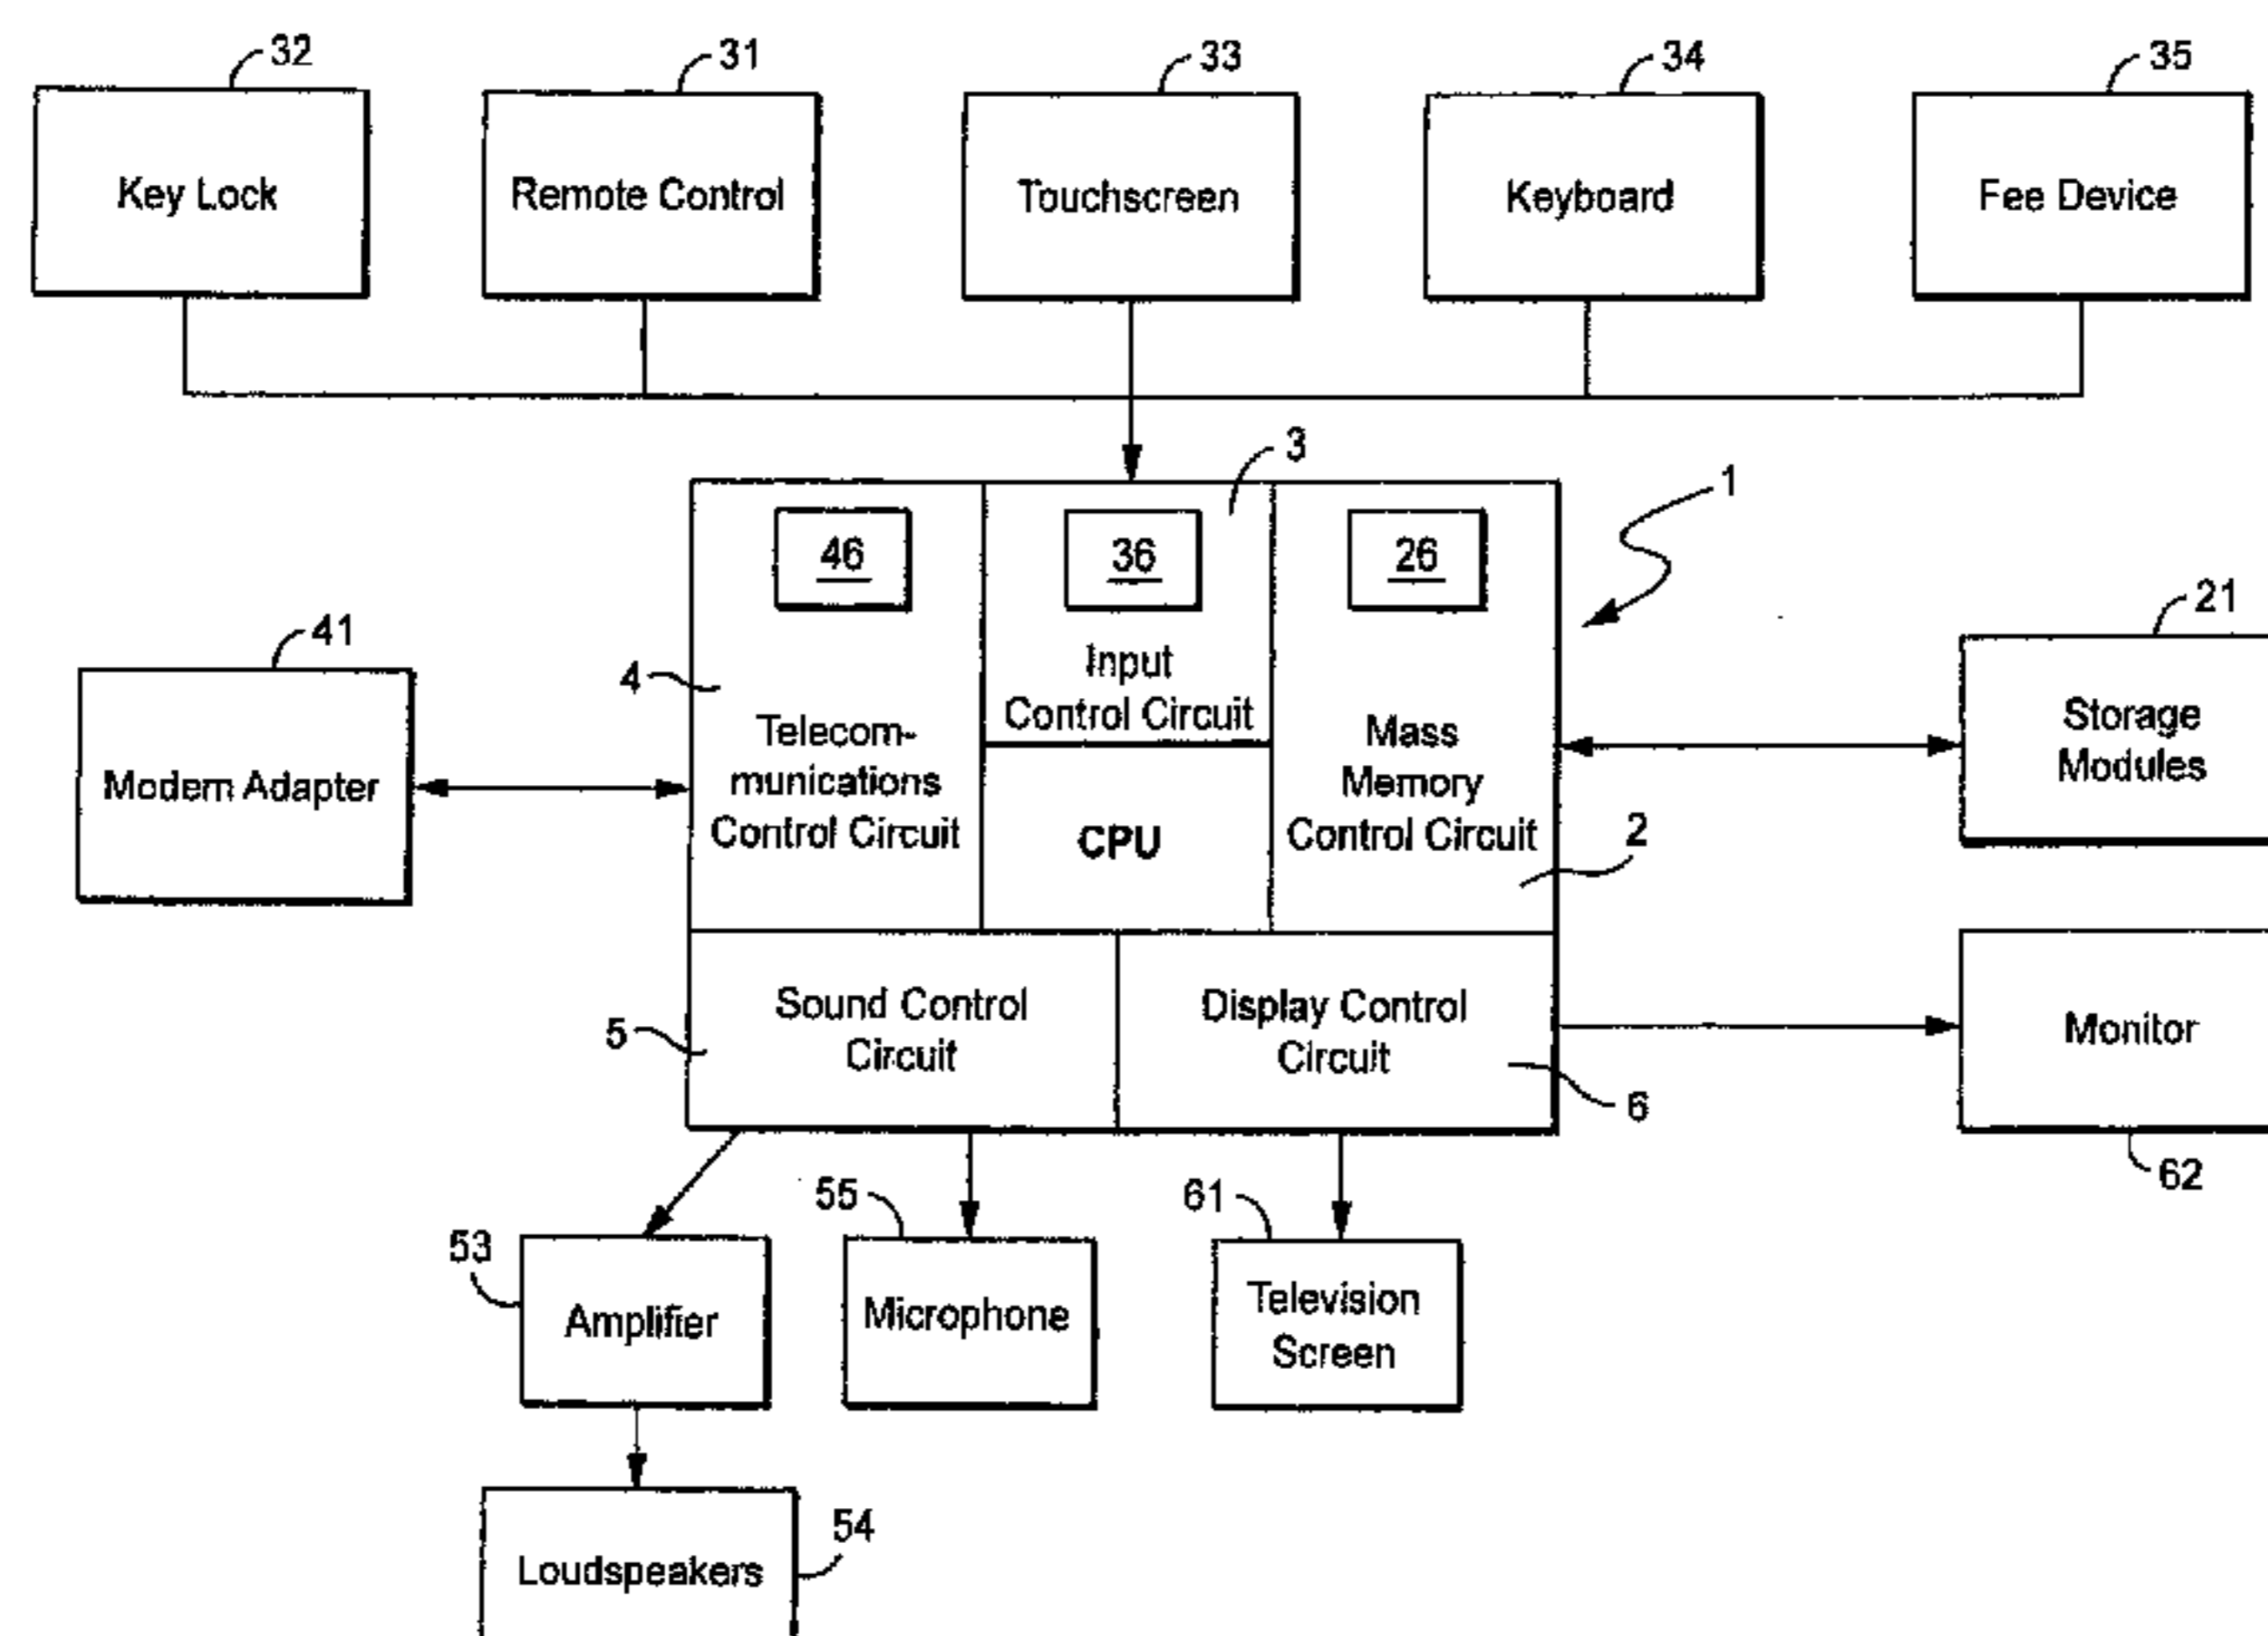 32
31
33
34
35
Key Lock
Remote Control
Touchscreen
Keyboard
Fee Device
3
1
46
36
26
21
41
4
Input
Control Circuit
Telecom-
munications
Control Circuit
Mass
Memory
Control Circuit
Storage
Modules
Modem Adapter
CPU
2
5
Sound Control
Circuit
Display Control
Circuit
Monitor
6
62
55
61
53
Amplifier
Microphone
Television
Screen
54
Loudspeakers